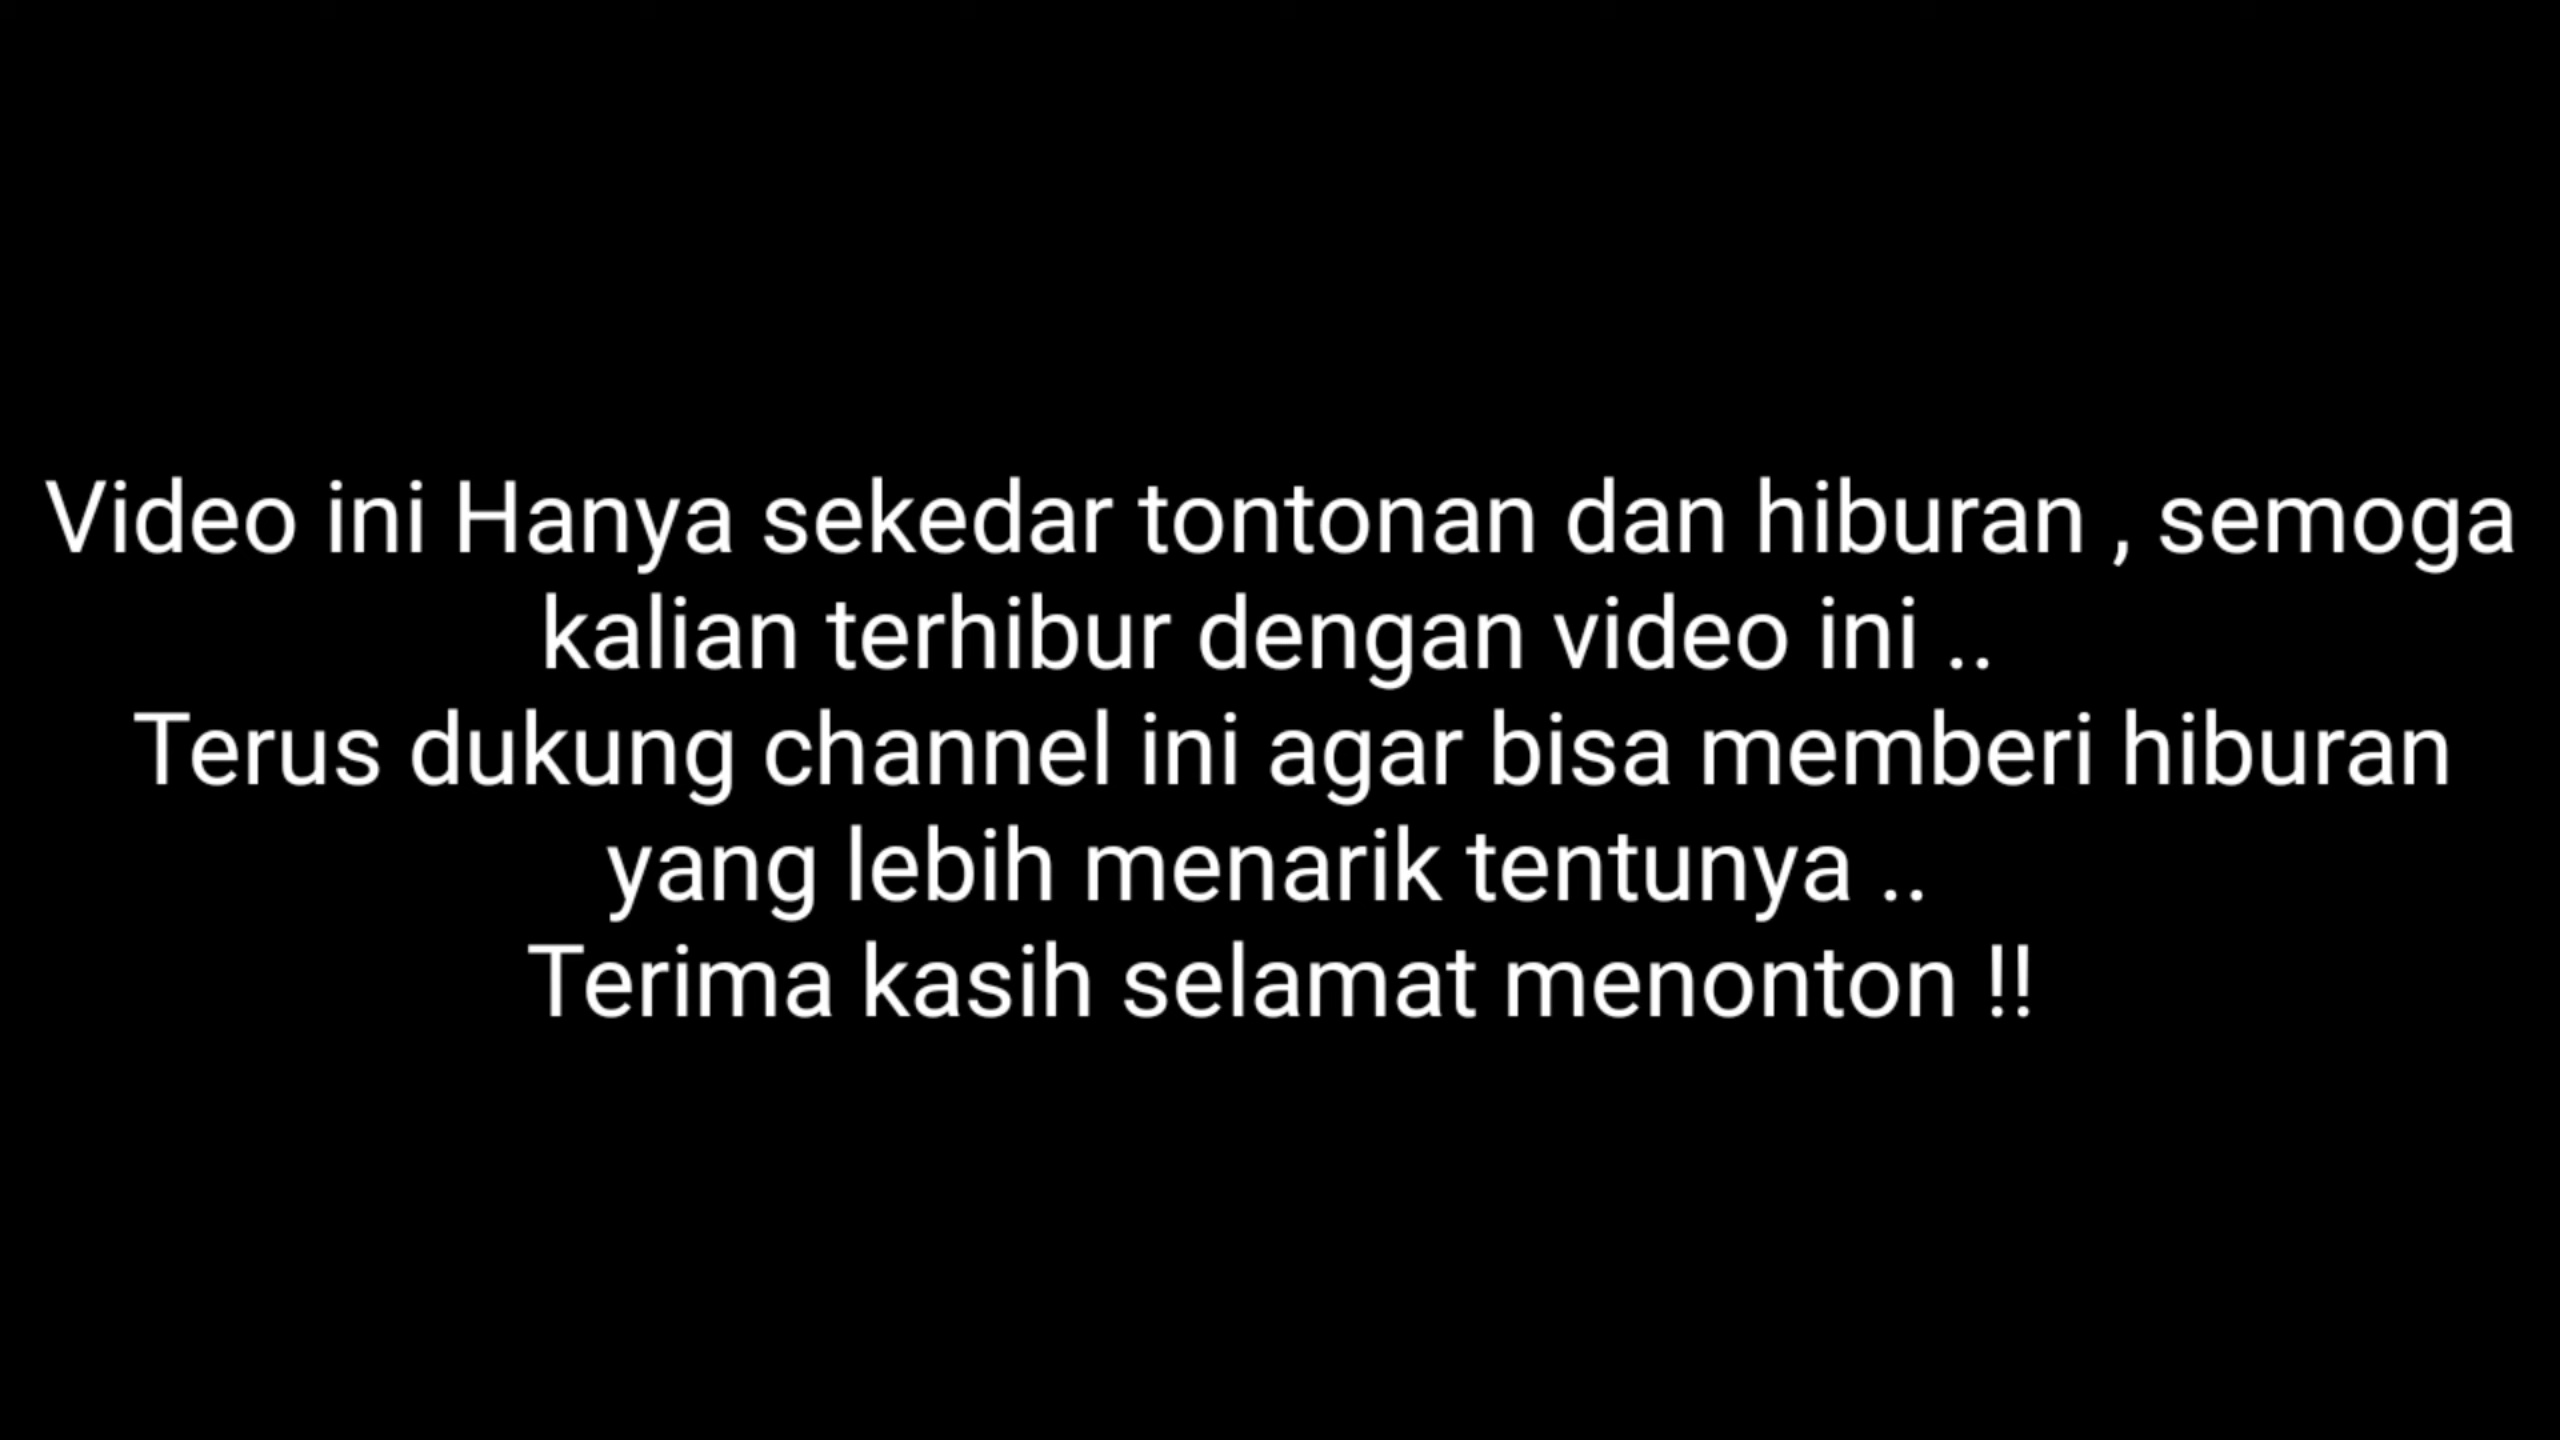 Video ini Hanya sekedar tontonan dan hiburan , semoga
kalian terhibur dengan video ini ..
Terus dukung channel ini agar bisa memberi hiburan
yang lebih menarik tentunya ..
Terima kasih selamat menonton !!